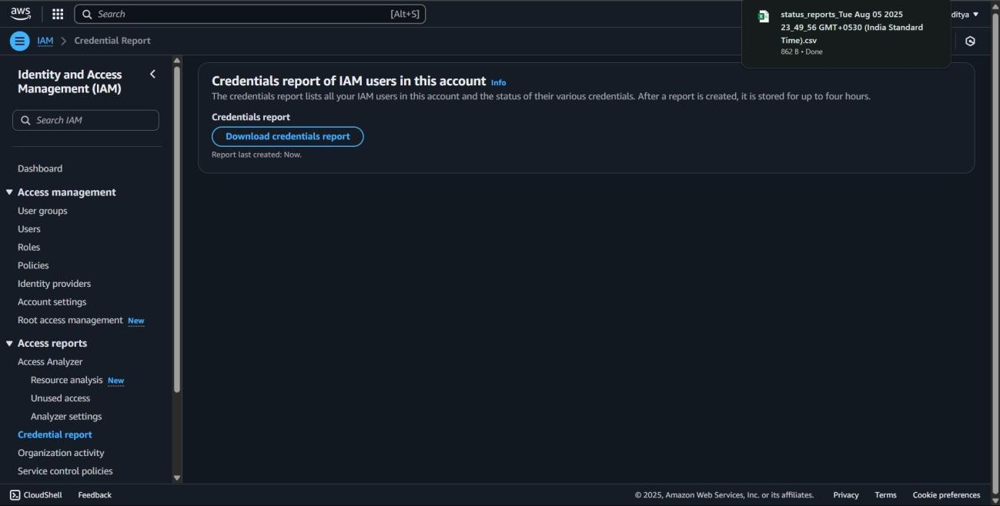 aws
Search [Alt+S]
ditya
status_reports_Tue Aug 05 2025
23_49_56 GMT+0530 (India Standard
Time).csv
862 B • Done
IAM > Credential Report
Identity and Access
Management (IAM)
Search IAM
Dashboard
Access management
User groups
Users
Roles
Policies
Identity providers
Account settings
Root access management New
Access reports
Access Analyzer
Resource analysis New
Unused access
Analyzer settings
Credential report
Organization activity
Service control policies
Credentials report of IAM users in this account Info
The credentials report lists all your IAM users in this account and the status of their various credentials. After a report is created, it is stored for up to four hours.
Credentials report
Download credentials report
Report last created: Now.
CloudShell Feedback © 2025, Amazon Web Services, Inc. or its affiliates. Privacy Terms Cookie preferences